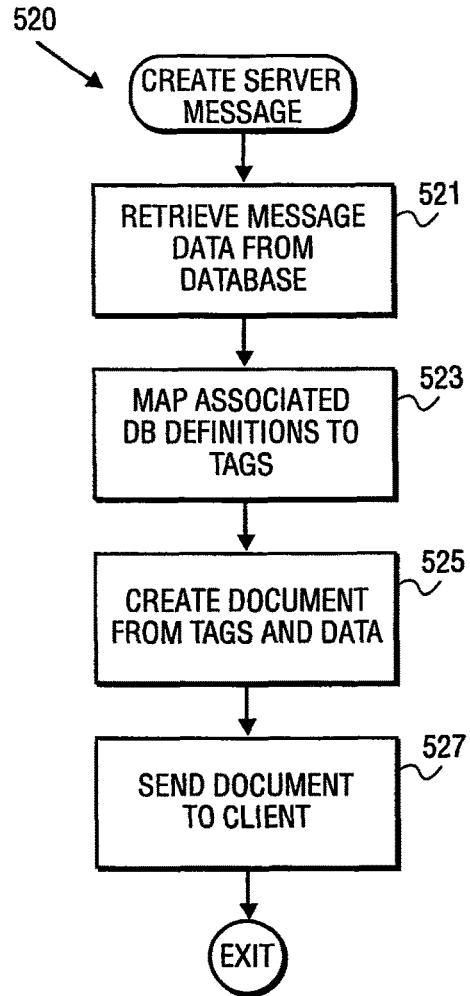 520
CREATE SERVER
MESSAGE
521
RETRIEVE MESSAGE
DATA FROM
DATABASE
523
MAP ASSOCIATED
DB DEFINITIONS TO
TAGS
525
CREATE DOCUMENT
FROM TAGS AND DATA
527
SEND DOCUMENT
TO CLIENT
EXIT